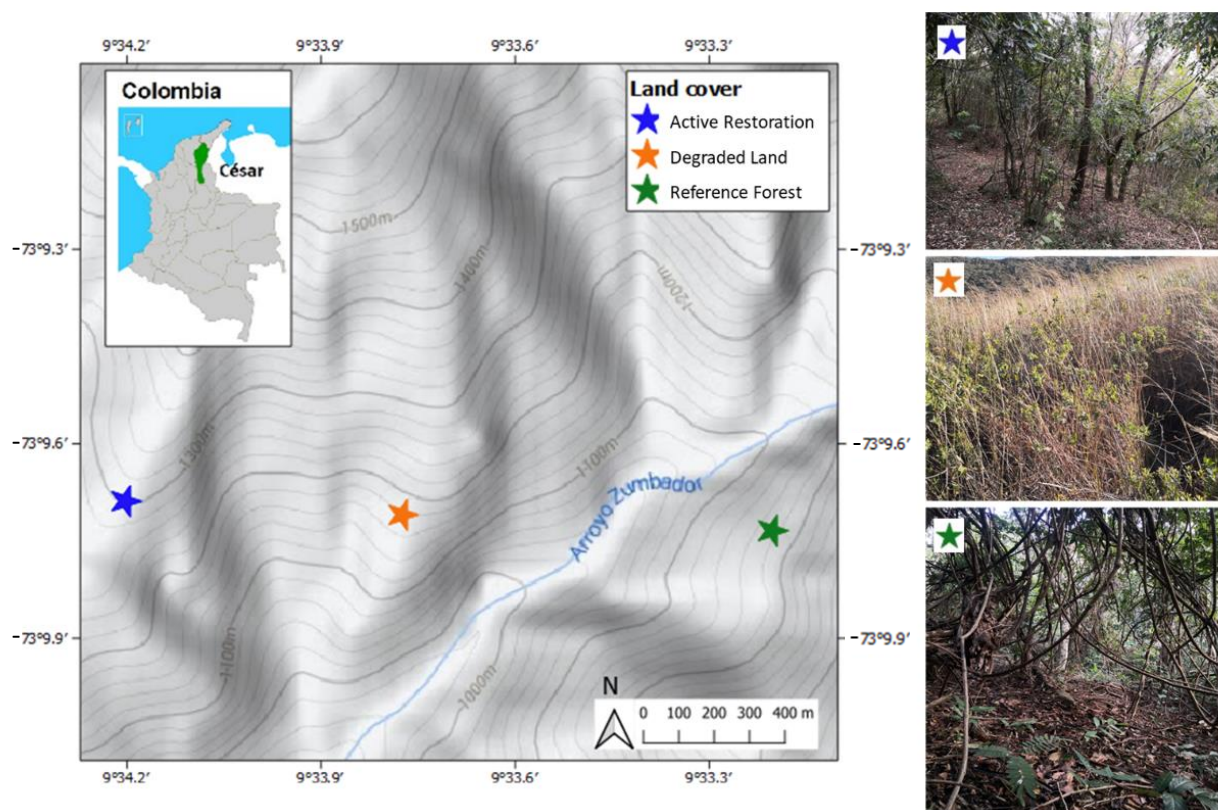 9°34.2′ 9°33.9′ 9°33.6′ 9°33.3′
Colombia
César
Land cover
Active Restoration
Degraded Land
Reference Forest
1500m
1400m
1200m
−73°9.3′ −73°9.3′
1300m
1100m
−73°9.6′ −73°9.6′
Arroyo Zumbador
−73°9.9′ −73°9.9′
1100m
1000m
N
0 100 200 300 400 m
9°34.2′ 9°33.9′ 9°33.6′ 9°33.3′